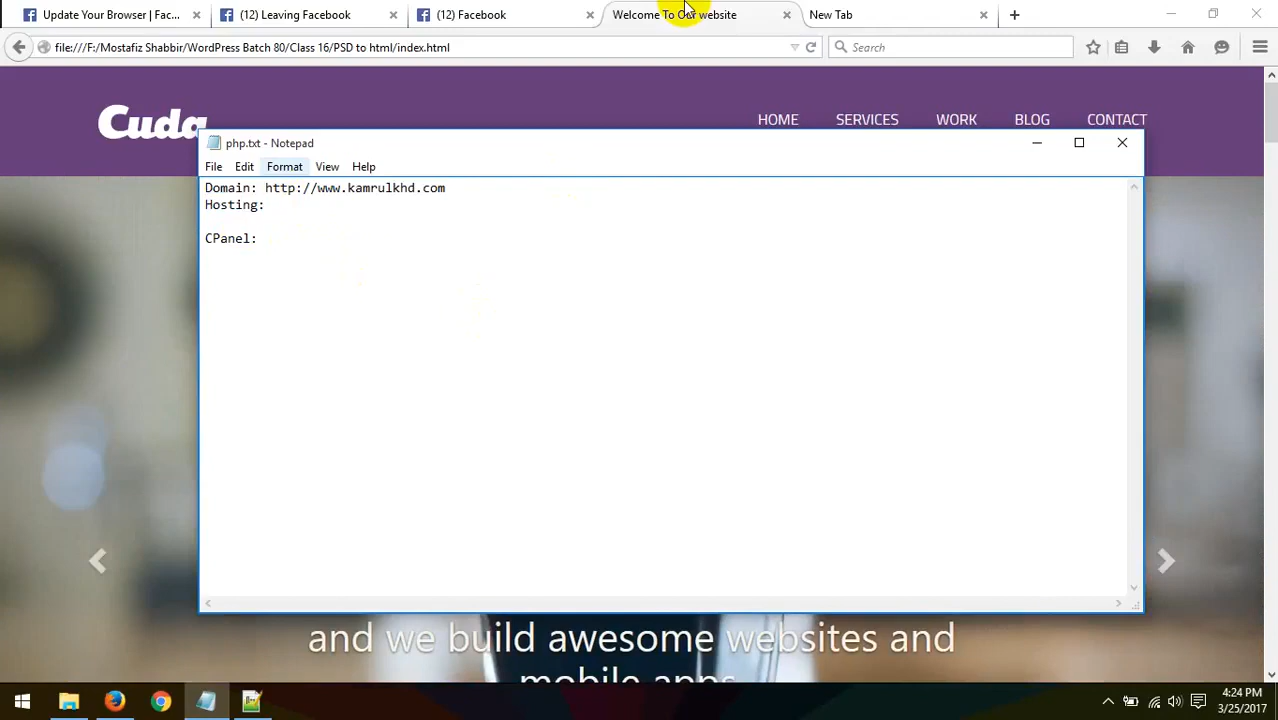 Update Your Browser | Fac...
(12) Leaving Facebook
(12) Facebook
Welcome To Our website
New Tab
file:///F:/Mostafiz Shabbir/WordPress Batch 80/Class 16/PSD to html/index.html
Search
Cuda
HOME SERVICES WORK BLOG CONTACT
php.txt - Notepad
File Edit Format View Help
Domain: http://www.kamrulkhd.com
Hosting:
CPanel:
and we build awesome websites and
mobile apps
4:24 PM
3/25/2017